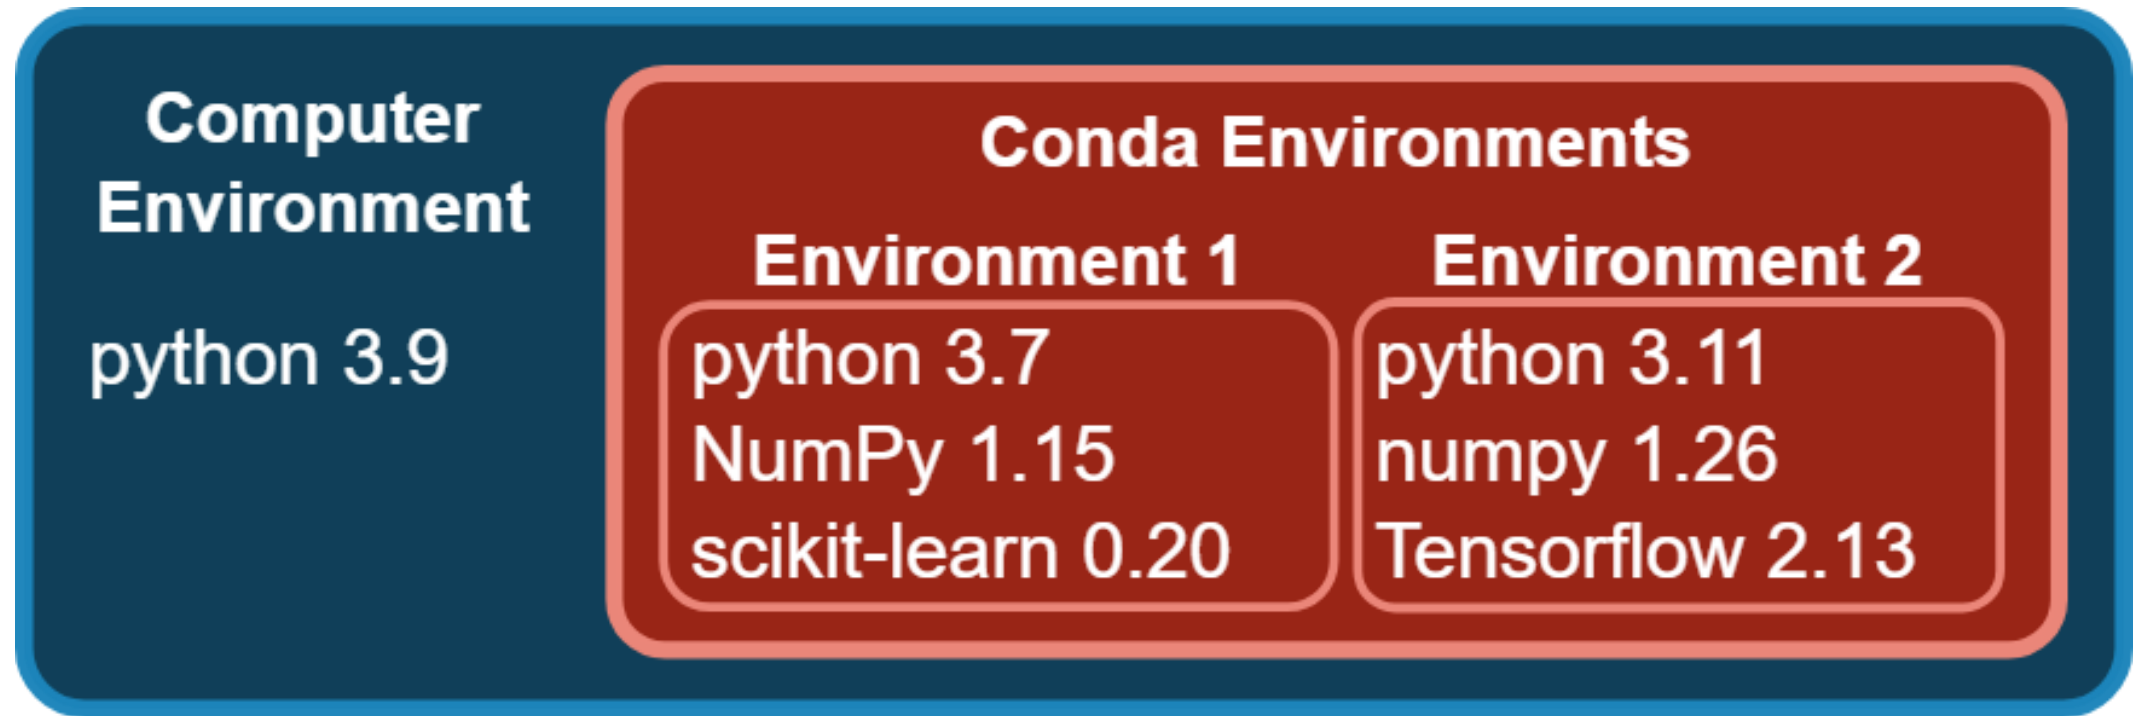 Computer
Environment
python 3.9
Conda Environments
Environment 1
python 3.7
NumPy 1.15
scikit-learn 0.20
Environment 2
python 3.11
numpy 1.26
Tensorflow 2.13